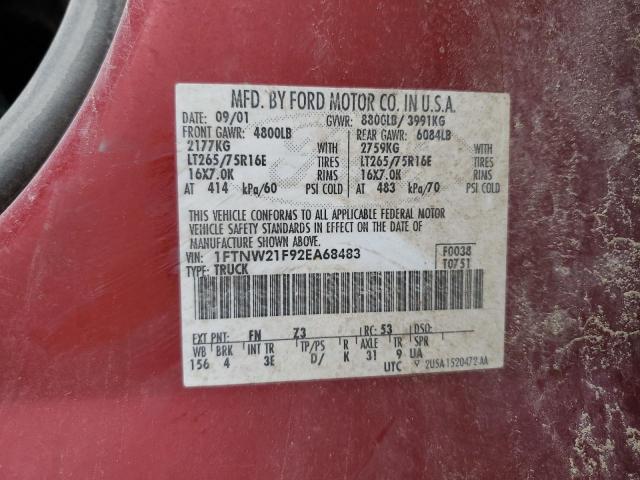 MFD. BY FORD MOTOR CO. IN U.S.A.
DATE: 09/01 GVWR: 8800LB/ 3991KG
FRONT GAWR: 4800LB REAR GAWR: 6084LB
2177KG WITH 2759KG WITH
LT265/75R16E TIRES LT265/75R16E TIRES
16X7.0K RIMS 16X7.0K RIMS
AT 414 kPa/60 PSI COLD AT 483 kPa/70 PSI COLD
THIS VEHICLE CONFORMS TO ALL APPLICABLE FEDERAL MOTOR
VEHICLE SAFETY STANDARDS IN EFFECT ON THE DATE OF
MANUFACTURE SHOWN ABOVE.
VIN: 1FTNW21F92EA68483 F0038
TYPE: TRUCK T0751
EXT PNT: FN Z3 RC: 53 DSO:
WB BRK INT TR TP/PS R AXLE TR SPR
156 4 3E D/ K 31 9 UA
UTC 2U5A 1520472 AA